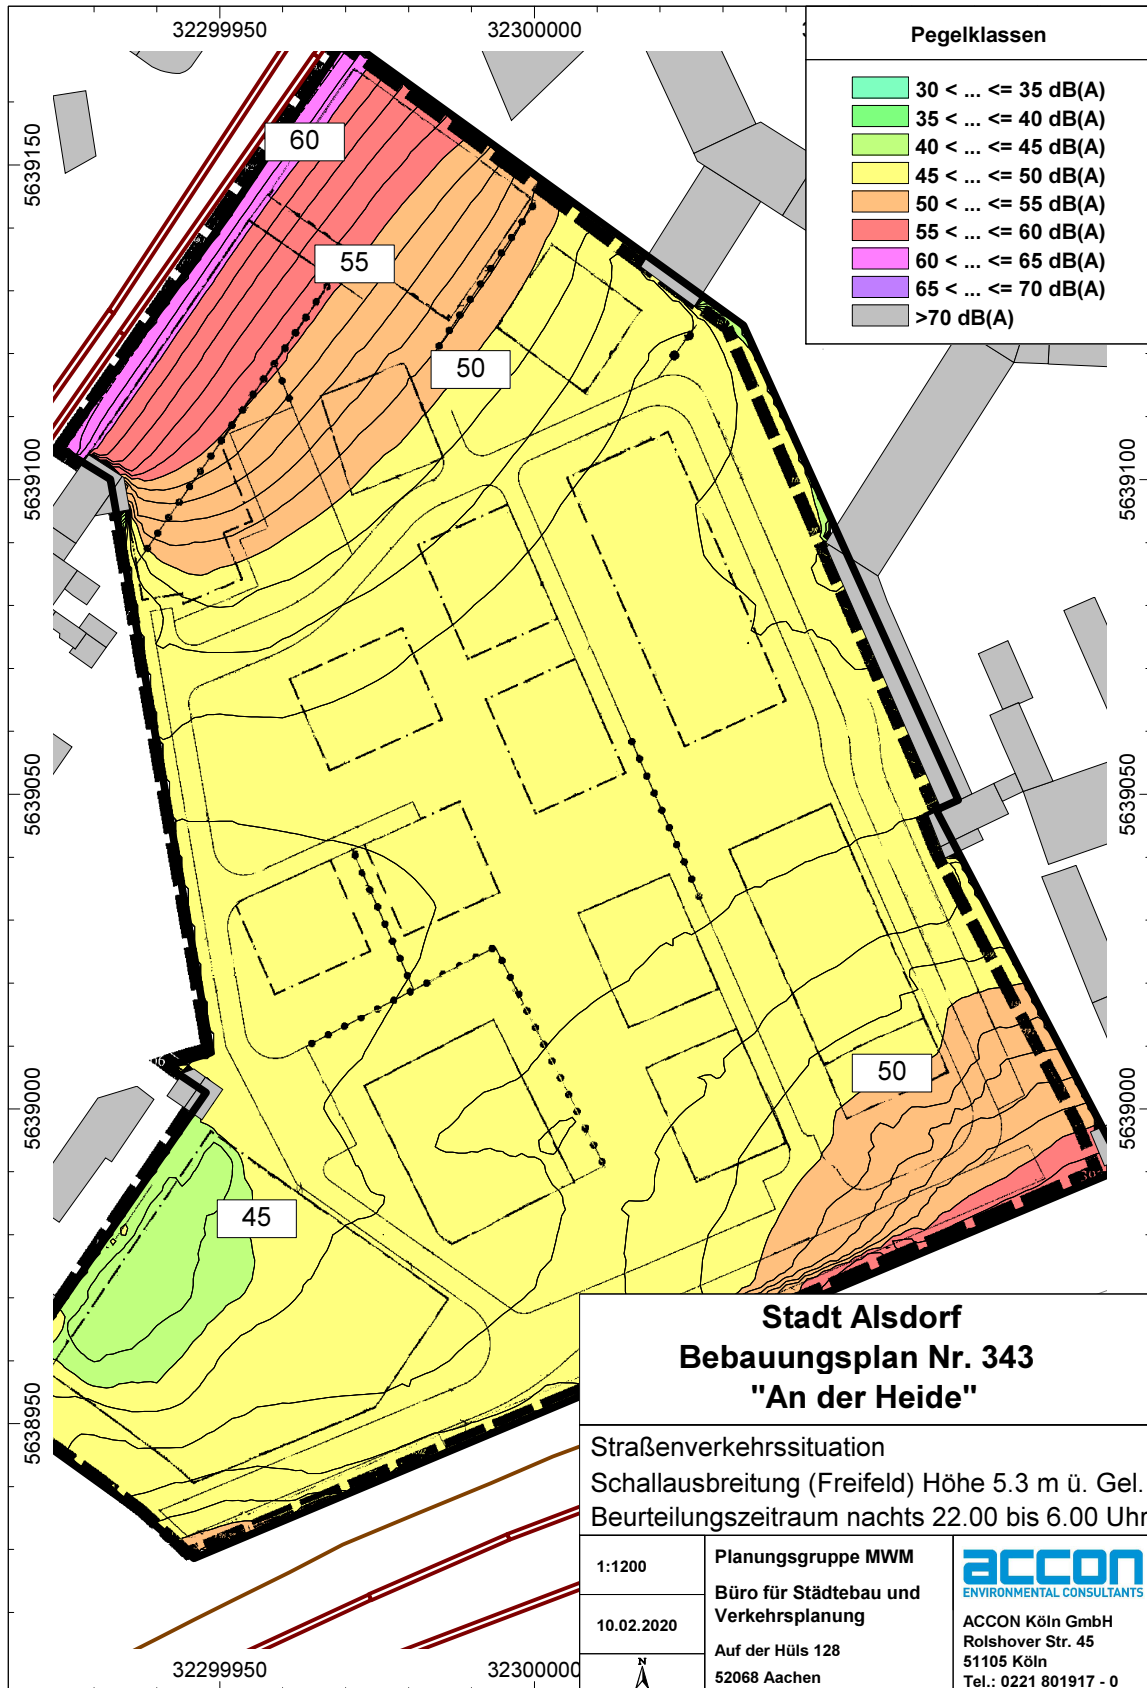 32299950
32300000
Pegelklassen
30 < ... <= 35 dB(A)
35 < ... <= 40 dB(A)
40 < ... <= 45 dB(A)
45 < ... <= 50 dB(A)
50 < ... <= 55 dB(A)
55 < ... <= 60 dB(A)
60 < ... <= 65 dB(A)
65 < ... <= 70 dB(A)
>70 dB(A)
5639150
60
55
50
5639100
5639100
5639050
5639050
5639000
5639000
50
45
5638950
Stadt Alsdorf
Bebauungsplan Nr. 343
"An der Heide"
Straßenverkehrssituation
Schallausbreitung (Freifeld) Höhe 5.3 m ü. Gel.
Beurteilungszeitraum nachts 22.00 bis 6.00 Uhr
1:1200
10.02.2020
N
Planungsgruppe MWM
Büro für Städtebau und
Verkehrsplanung
Auf der Hüls 128
52068 Aachen
accon
ENVIRONMENTAL CONSULTANTS
ACCON Köln GmbH
Rolshover Str. 45
51105 Köln
Tel.: 0221 801917 - 0
32299950
32300000